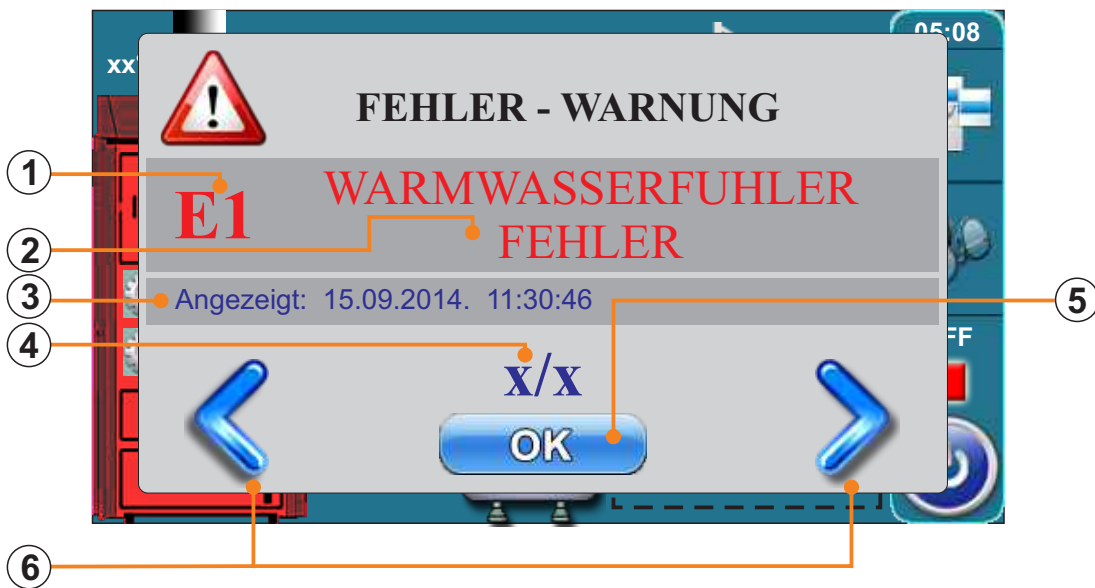 05:08
xx
FEHLER - WARNUNG
1
E1
WARMWASSERFUHLER
FEHLER
2
3
Angezeigt: 15.09.2014. 11:30:46
5
4
x/x
FF
OK
6